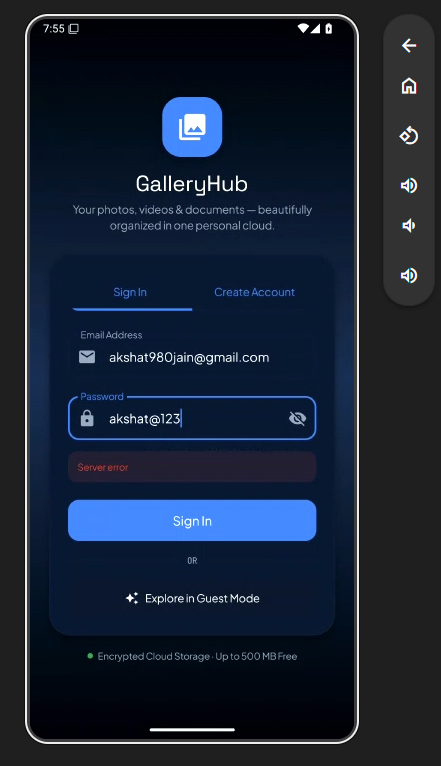 7:55
GalleryHub
Your photos, videos & documents — beautifully
organized in one personal cloud.
Sign In
Create Account
Email Address
akshat980jain@gmail.com
Password
akshat@123
Server error
Sign In
OR
Explore in Guest Mode
Encrypted Cloud Storage · Up to 500 MB Free